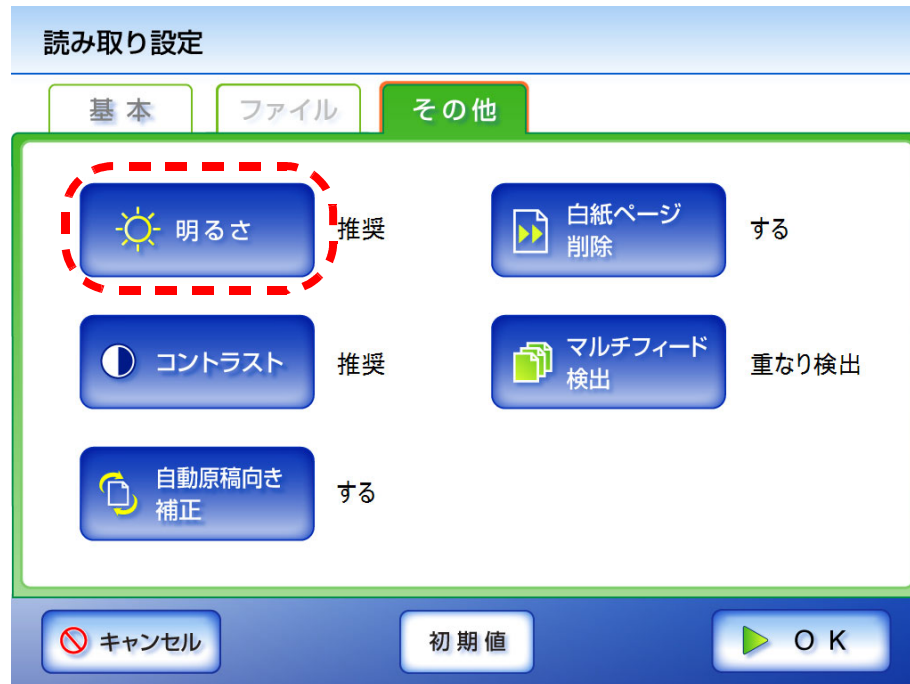 読み取り設定
基本
ファイル
その他
明るさ
推奨
白紙ページ
削除
する
コントラスト
推奨
マルチフィード
検出
重なり検出
自動原稿向き
補正
する
キャンセル
初期値
OK